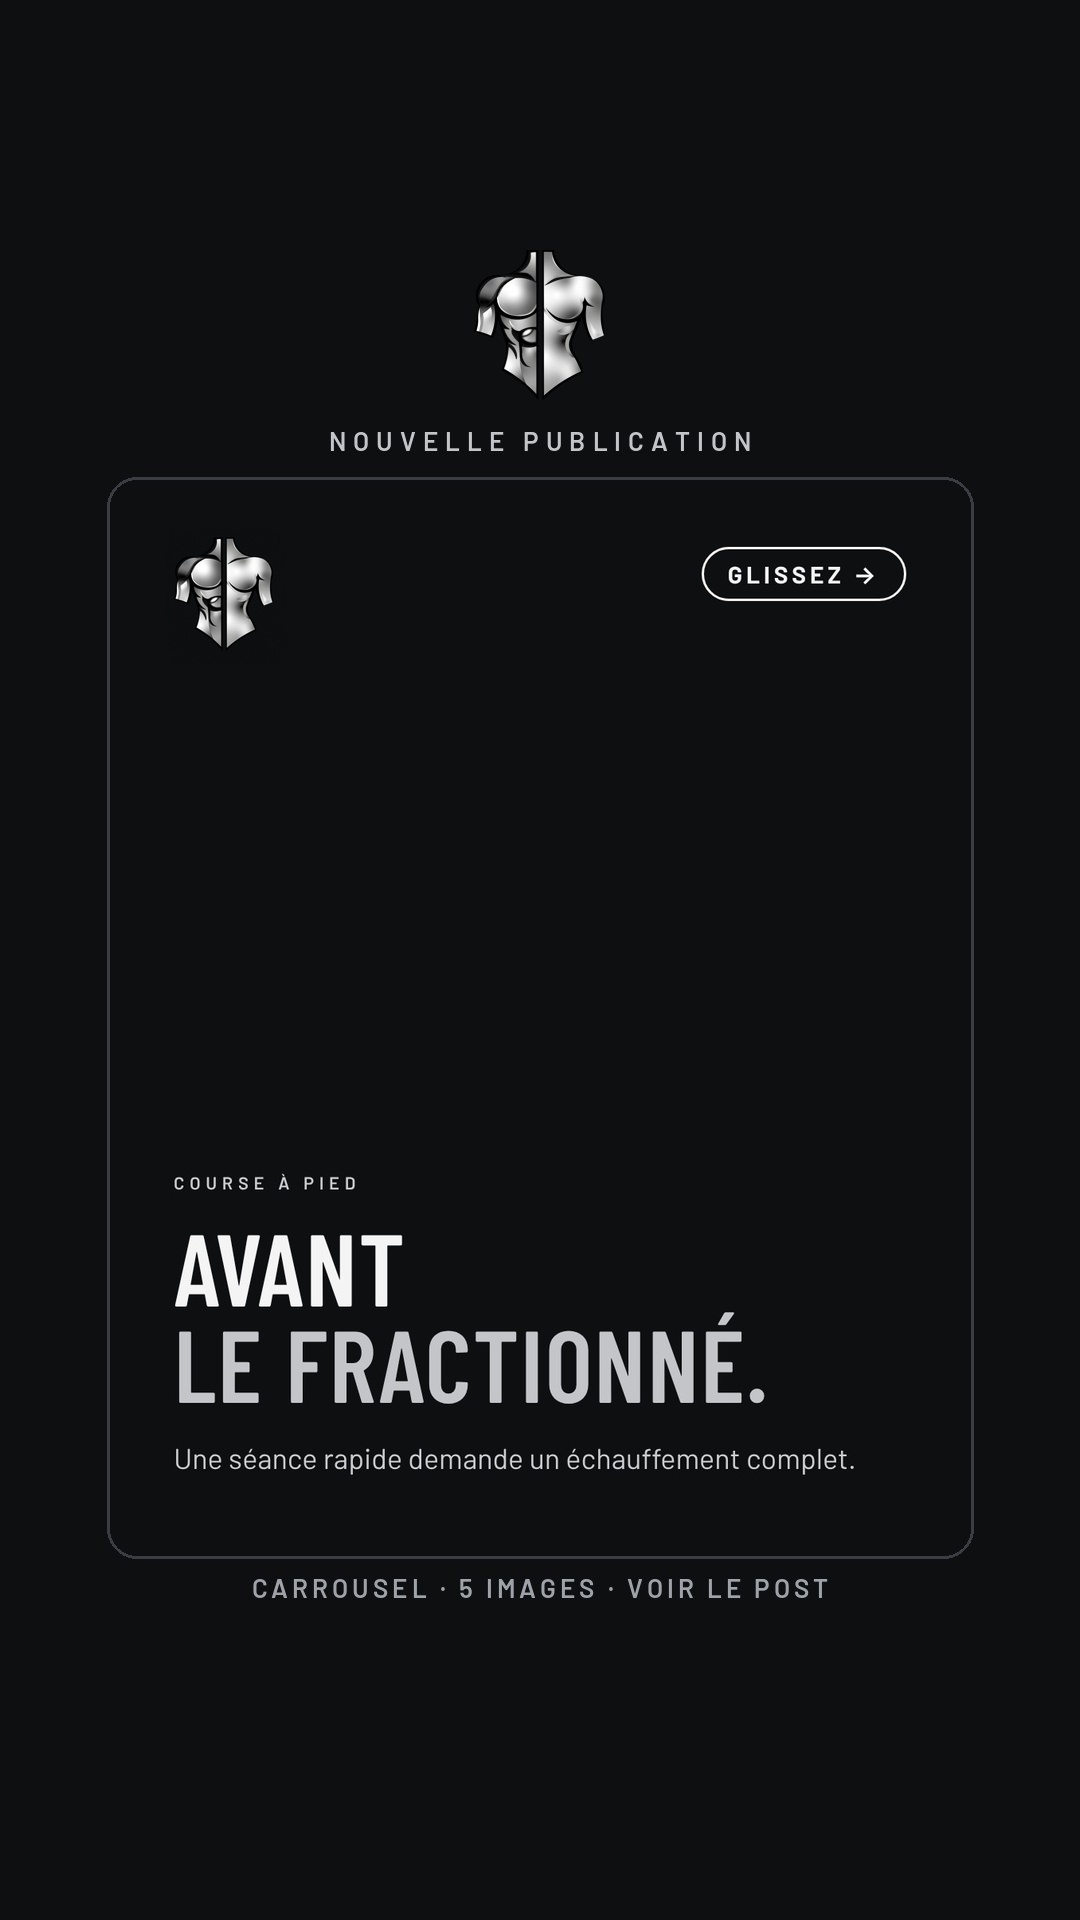 NOUVELLE PUBLICATION
GLISSEZ →
COURSE À PIED
AVANT
LE FRACTIONNÉ.
Une séance rapide demande un échauffement complet.
CARROUSEL · 5 IMAGES · VOIR LE POST